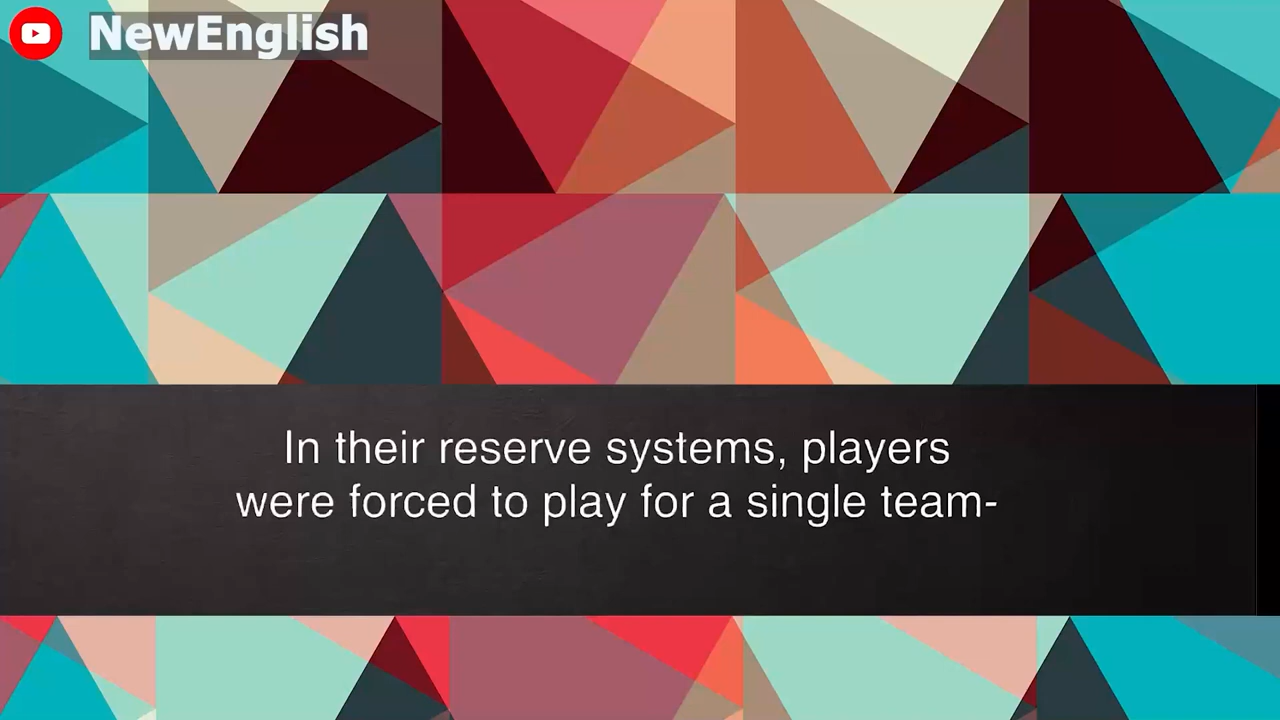 NewEnglish
In their reserve systems, players
were forced to play for a single team-